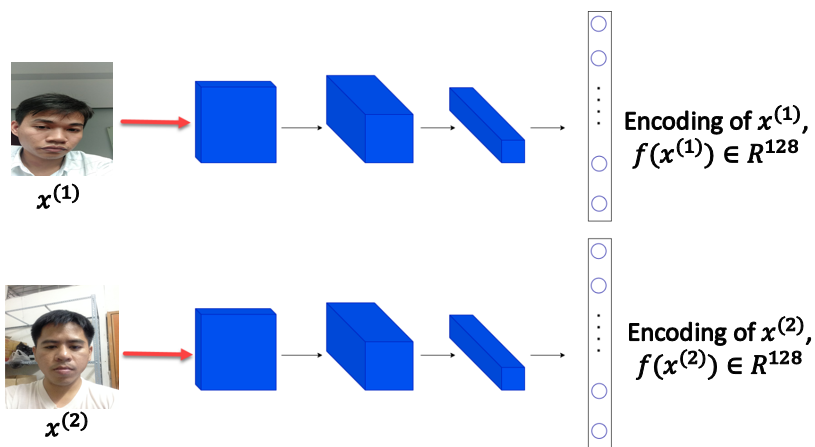 Encoding of x⁽¹⁾,
f(x⁽¹⁾) ∈ R¹²⁸
x⁽¹⁾
Encoding of x⁽²⁾,
f(x⁽²⁾) ∈ R¹²⁸
x⁽²⁾